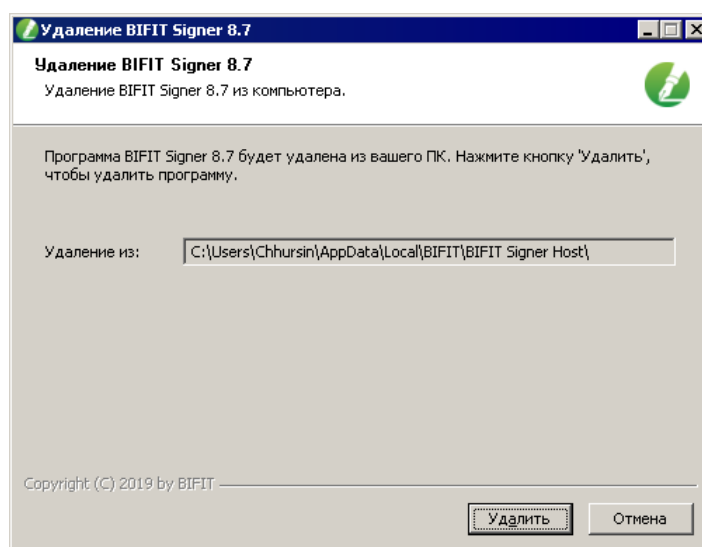 Удаление BIFIT Signer 8.7
Удаление BIFIT Signer 8.7
Удаление BIFIT Signer 8.7 из компьютера.
Программа BIFIT Signer 8.7 будет удалена из вашего ПК. Нажмите кнопку 'Удалить',
чтобы удалить программу.
Удаление из:
C:\Users\Chhursin\AppData\Local\BIFIT\BIFIT Signer Host\
Copyright (C) 2019 by BIFIT
Удалить
Отмена